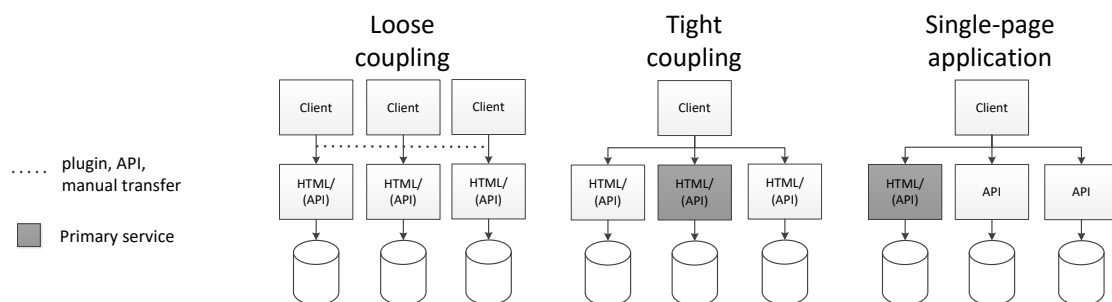 Loose
coupling
Tight
coupling
Single-page
application
Client
Client
Client
Client
Client
plugin, API,
manual transfer
HTML/
(API)
HTML/
(API)
HTML/
(API)
HTML/
(API)
HTML/
(API)
HTML/
(API)
HTML/
(API)
API
API
Primary service